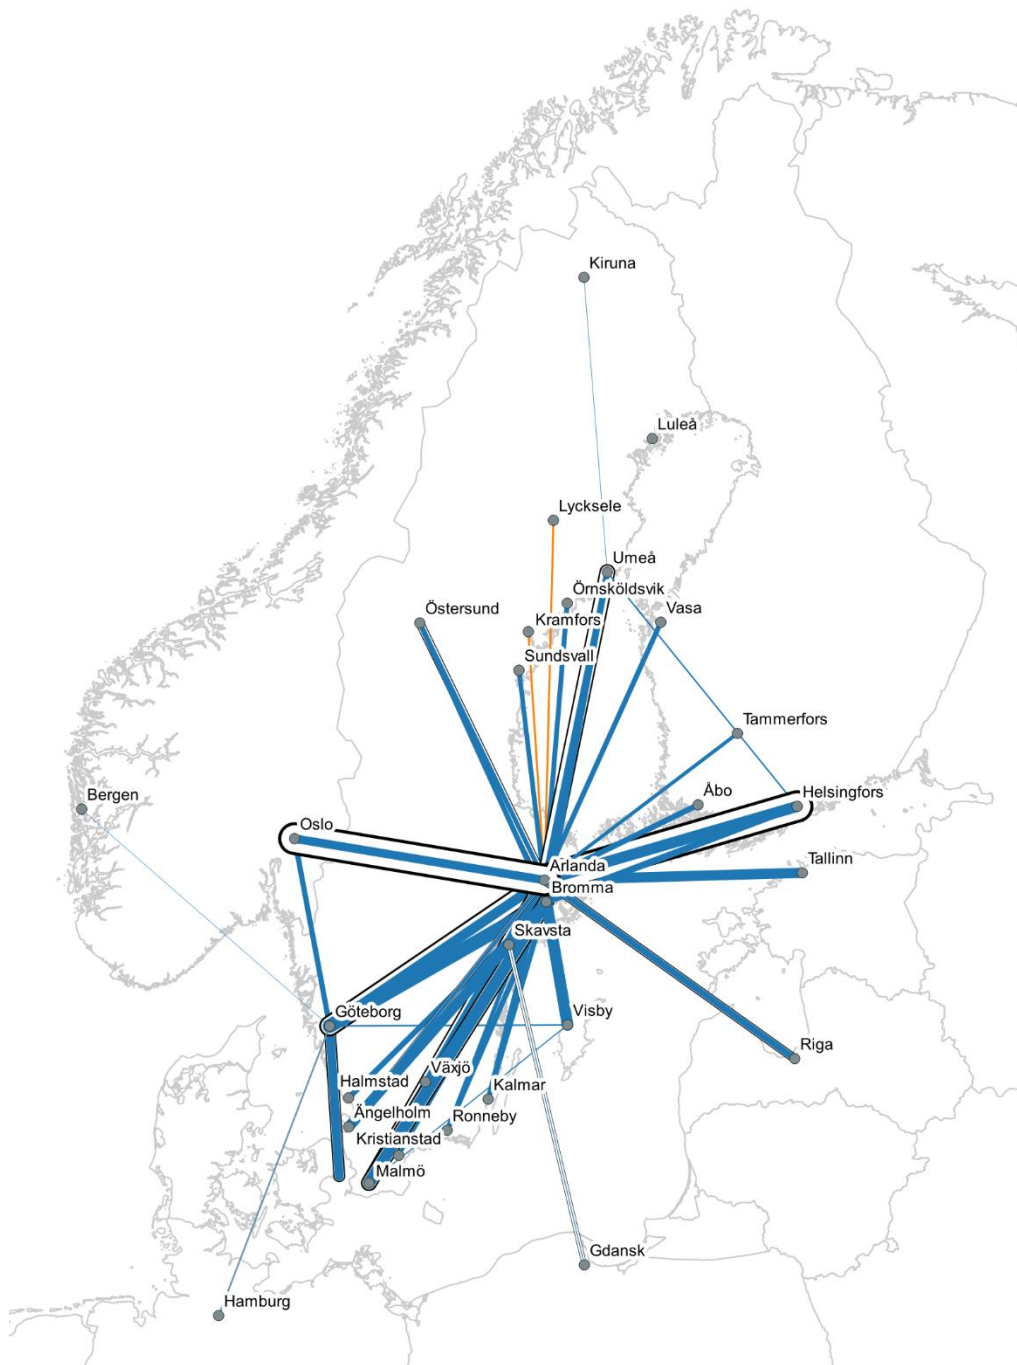 Kiruna
Luleå
Lycksele
Umeå
Örnsköldsvik
Östersund
Vasa
Kramfors
Sundsvall
Tammerfors
Åbo
Helsingfors
Bergen
Oslo
Arlanda
Tallinn
Bromma
Skavsta
Göteborg
Visby
Riga
Växjö
Halmstad
Kalmar
Ängelholm
Ronneby
Kristianstad
Malmö
Gdansk
Hamburg